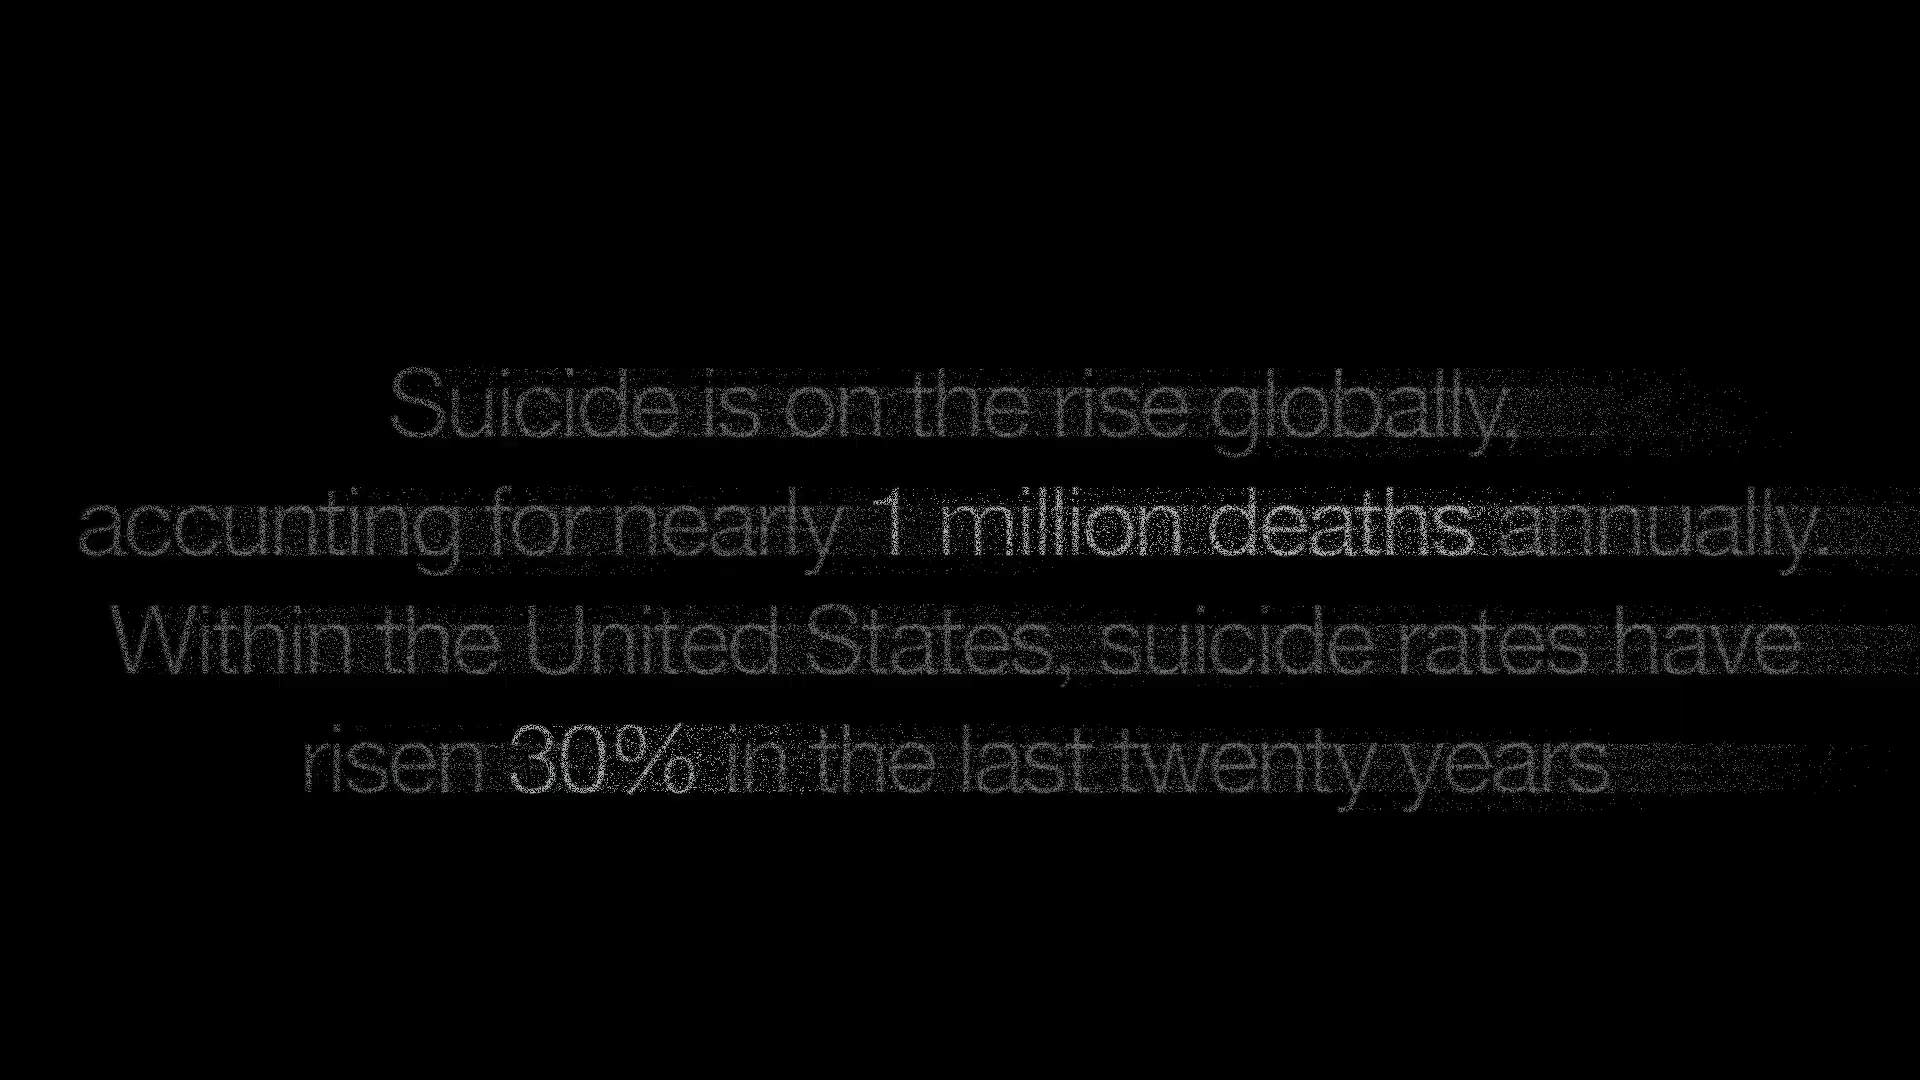 Suicide is on the rise globally,
accunting for nearly 1 million deaths annually.
Within the United States, suicide rates have
risen 30% in the last twenty years